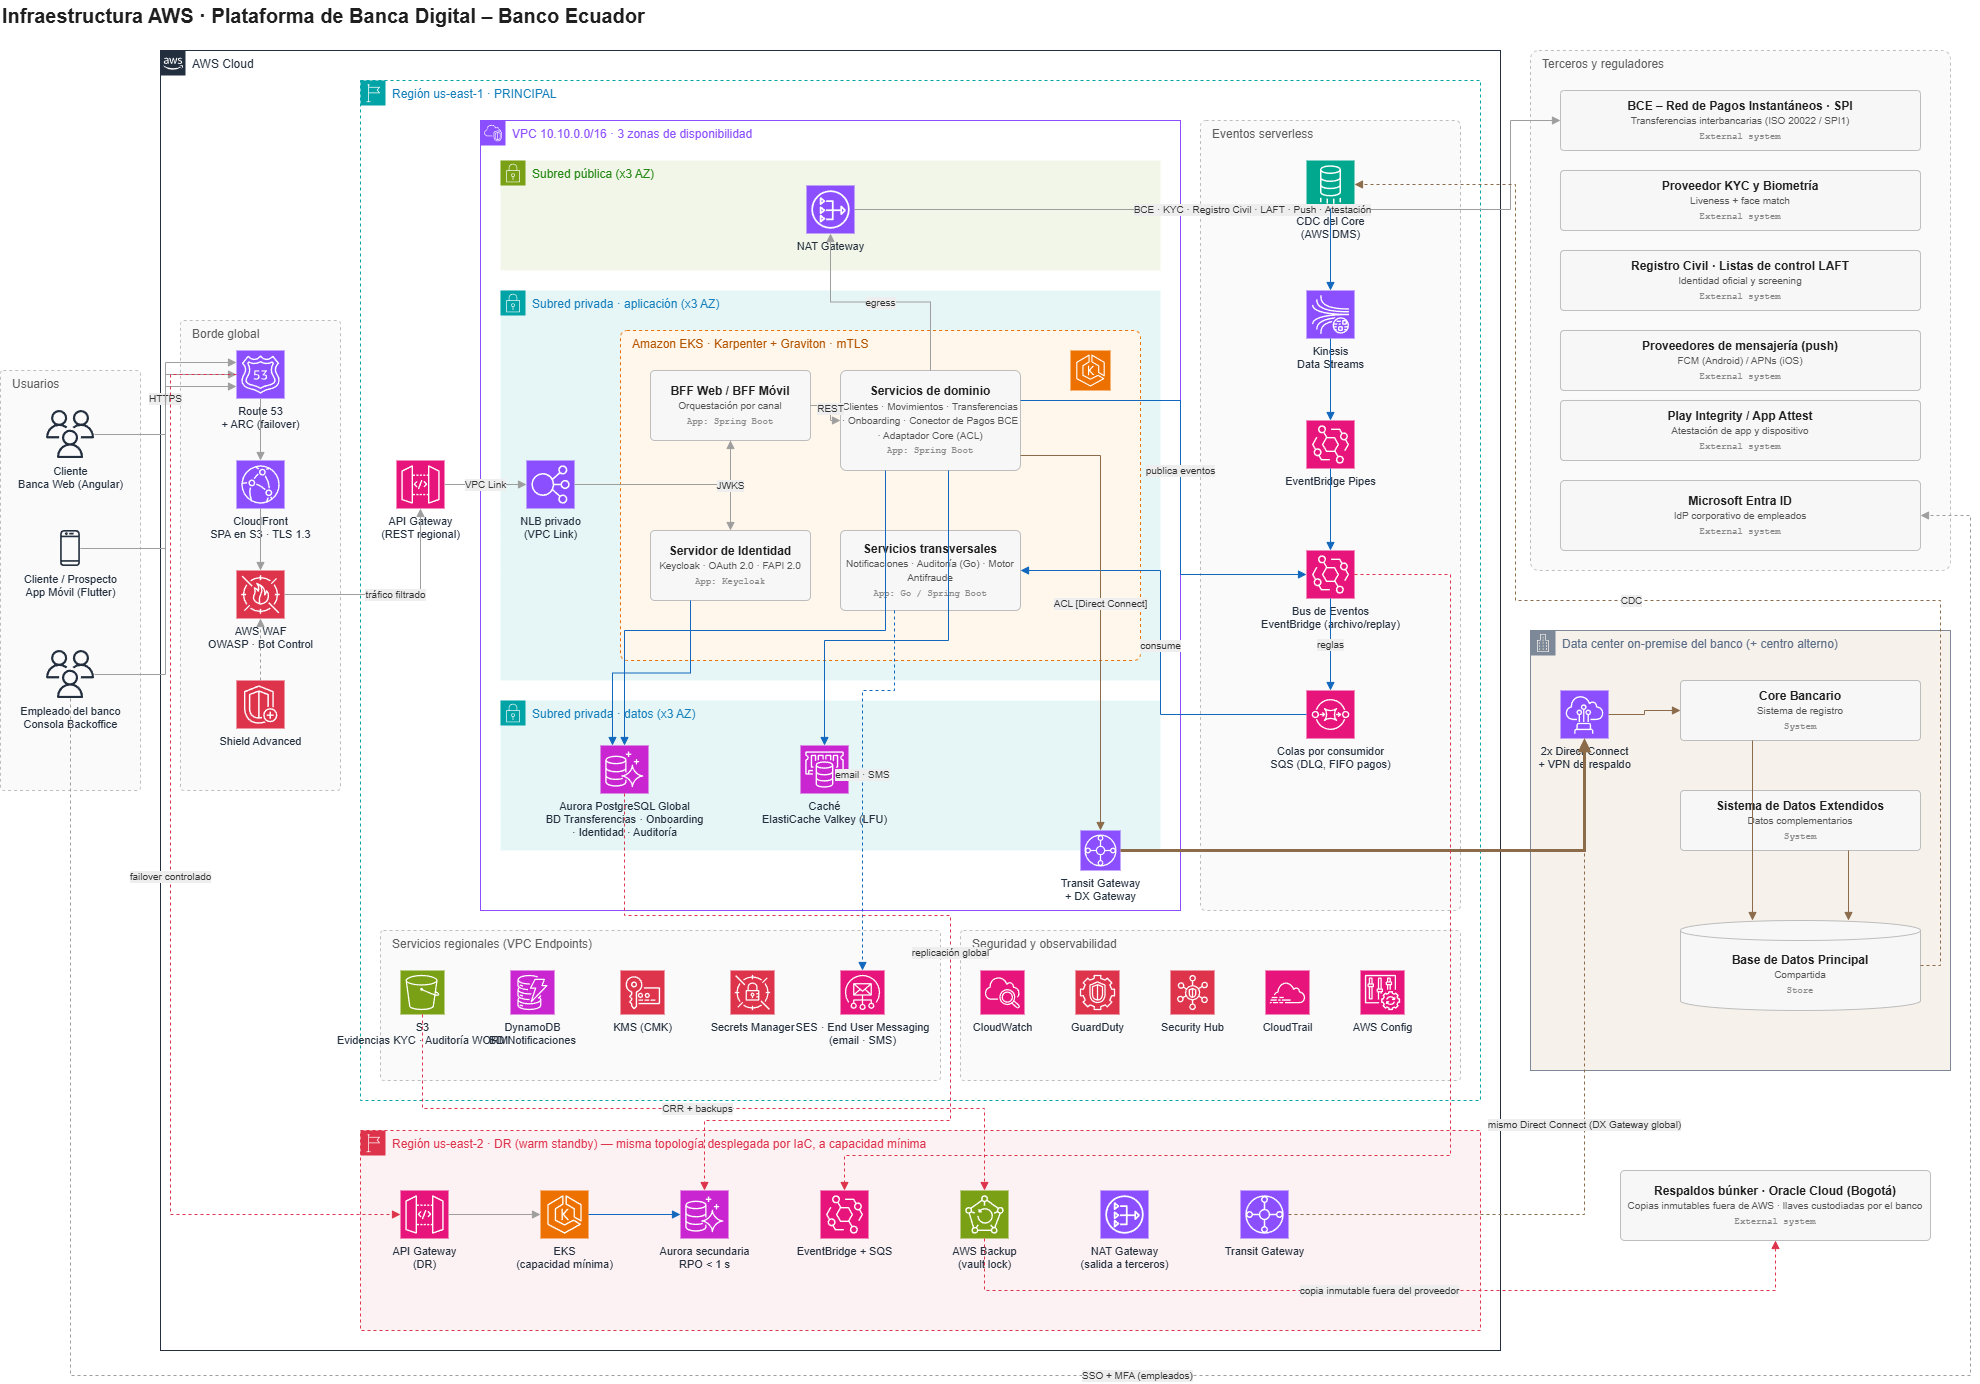 Infraestructura AWS · Plataforma de Banca Digital – Banco Ecuador
aws
AWS Cloud
Región us-east-1 · PRINCIPAL
VPC 10.10.0.0/16 · 3 zonas de disponibilidad
Subred pública (x3 AZ)
NAT Gateway
egress
Subred privada · aplicación (x3 AZ)
Amazon EKS · Karpenter + Graviton · mTLS
BFF Web / BFF Móvil
Orquestación por canal
App: Spring Boot
REST
Servicios de dominio
Clientes · Movimientos · Transferencias
· Onboarding · Conector de Pagos BCE
· Adaptador Core (ACL)
App: Spring Boot
JWKS
Servidor de Identidad
Keycloak · OAuth 2.0 · FAPI 2.0
App: Keycloak
Servicios transversales
Notificaciones · Auditoría (Go) · Motor
Antifraude
App: Go / Spring Boot
ACL [Direct Connect]
publica eventos
consume
Subred privada · datos (x3 AZ)
Aurora PostgreSQL Global
BD Transferencias · Onboarding
· Identidad · Auditoría
Caché
ElastiCache Valkey (LFU)
email · SMS
Transit Gateway
+ DX Gateway
Usuarios
Cliente
Banca Web (Angular)
Cliente / Prospecto
App Móvil (Flutter)
Empleado del banco
Consola Backoffice
HTTPS
Borde global
53
Route 53
+ ARC (failover)
CloudFront
SPA en S3 · TLS 1.3
AWS WAF
OWASP · Bot Control
Shield Advanced
tráfico filtrado
API Gateway
(REST regional)
VPC Link
NLB privado
(VPC Link)
failover controlado
Eventos serverless
BCE · KYC · Registro Civil · LAFT · Push · Atestación
CDC del Core
(AWS DMS)
Kinesis
Data Streams
EventBridge Pipes
Bus de Eventos
EventBridge (archivo/replay)
reglas
Colas por consumidor
SQS (DLQ, FIFO pagos)
Terceros y reguladores
BCE – Red de Pagos Instantáneos · SPI
Transferencias interbancarias (ISO 20022 / SPI1)
External system
Proveedor KYC y Biometría
Liveness + face match
External system
Registro Civil · Listas de control LAFT
Identidad oficial y screening
External system
Proveedores de mensajería (push)
FCM (Android) / APNs (iOS)
External system
Play Integrity / App Attest
Atestación de app y dispositivo
External system
Microsoft Entra ID
IdP corporativo de empleados
External system
CDC
Data center on-premise del banco (+ centro alterno)
2x Direct Connect
+ VPN de respaldo
Core Bancario
Sistema de registro
System
Sistema de Datos Extendidos
Datos complementarios
System
Base de Datos Principal
Compartida
Store
Servicios regionales (VPC Endpoints)
S3
Evidencias KYC · Auditoría WORM
DynamoDB
BD Notificaciones
KMS (CMK)
Secrets Manager
SES · End User Messaging
(email · SMS)
replicación global
Seguridad y observabilidad
CloudWatch
GuardDuty
Security Hub
CloudTrail
AWS Config
CRR + backups
mismo Direct Connect (DX Gateway global)
Región us-east-2 · DR (warm standby) — misma topología desplegada por IaC, a capacidad mínima
API Gateway
(DR)
EKS
(capacidad mínima)
Aurora secundaria
RPO < 1 s
EventBridge + SQS
AWS Backup
(vault lock)
NAT Gateway
(salida a terceros)
Transit Gateway
copia inmutable fuera del proveedor
Respaldos búnker · Oracle Cloud (Bogotá)
Copias inmutables fuera de AWS · llaves custodiadas por el banco
External system
SSO + MFA (empleados)